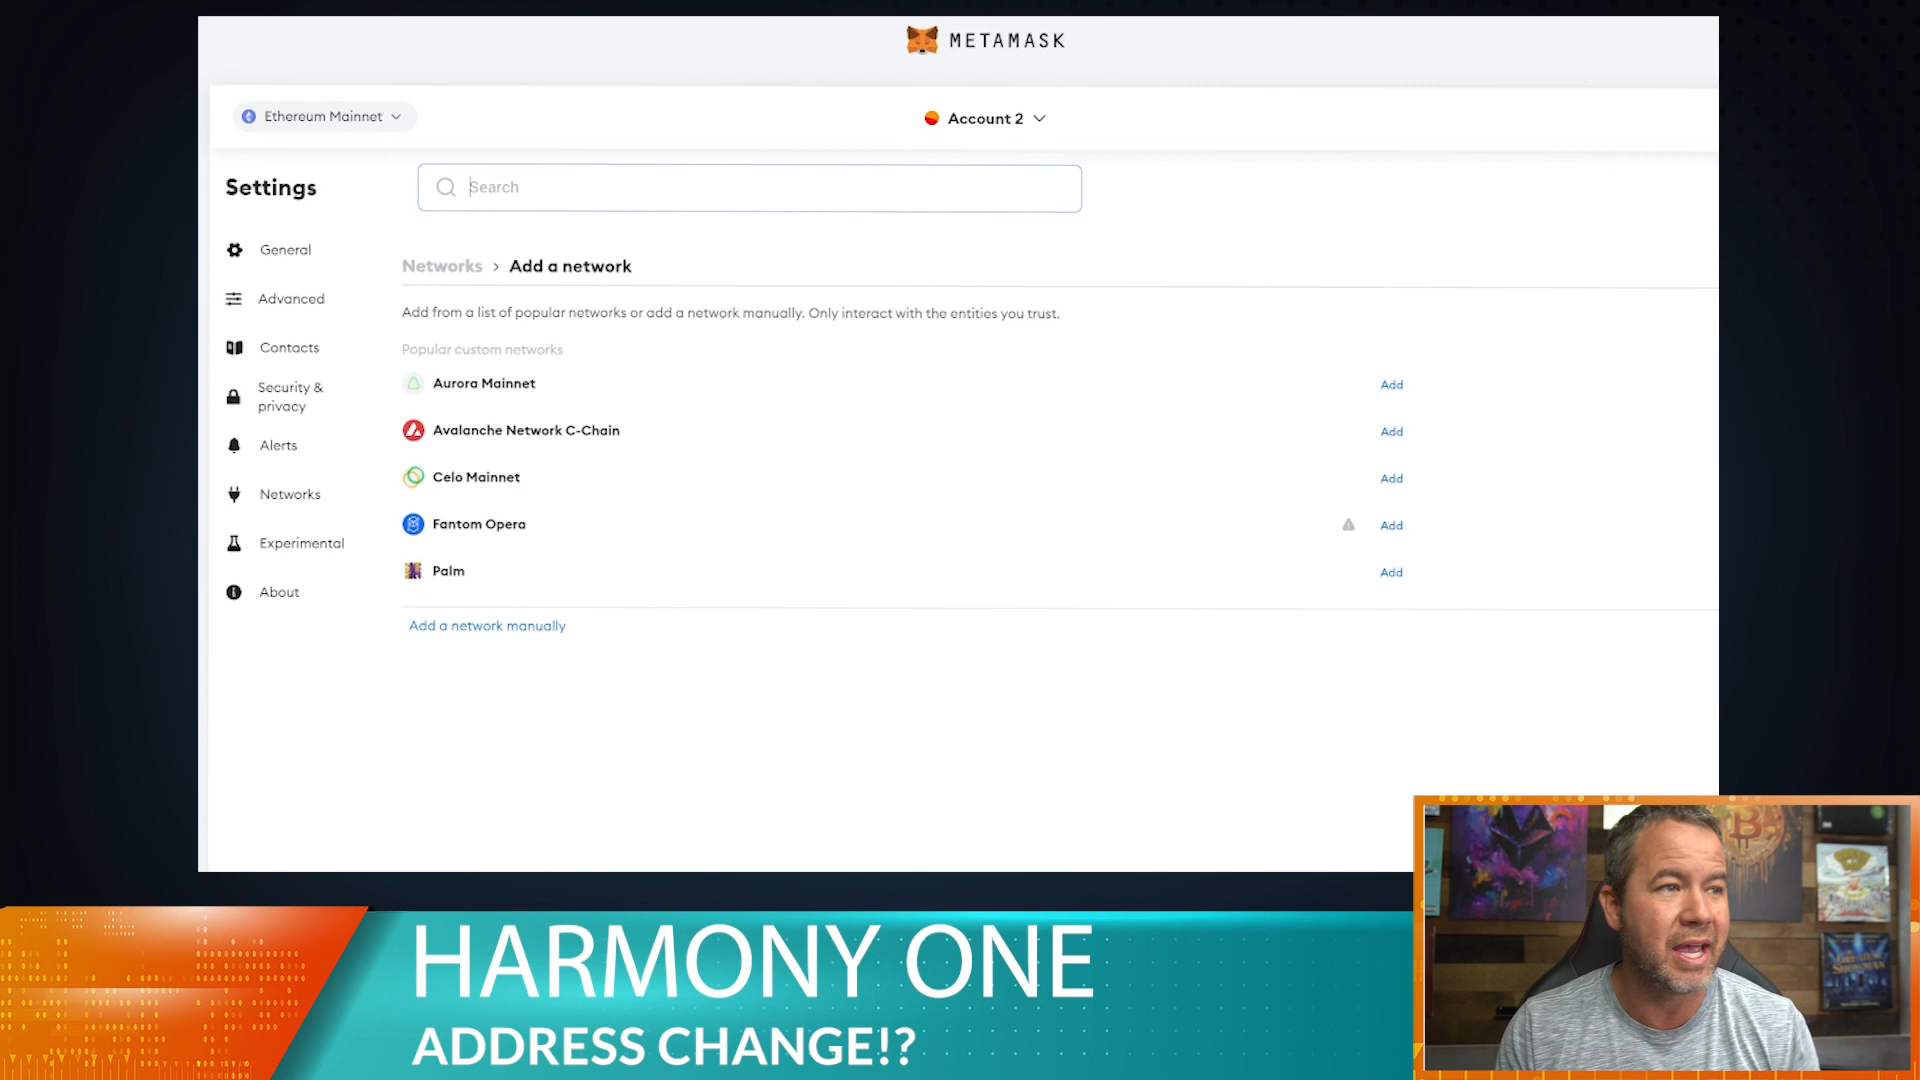 METAMASK
Ethereum Mainnet
Account 2
Settings
Search
General
Advanced
Contacts
Security &
privacy
Alerts
Networks
Experimental
About
Networks > Add a network
Add from a list of popular networks or add a network manually. Only interact with the entities you trust.
Popular custom networks
Aurora Mainnet Add
Avalanche Network C-Chain Add
Celo Mainnet Add
Fantom Opera Add
Palm Add
Add a network manually
HARMONY ONE
ADDRESS CHANGE!?
GREATEST
SHOWMAN